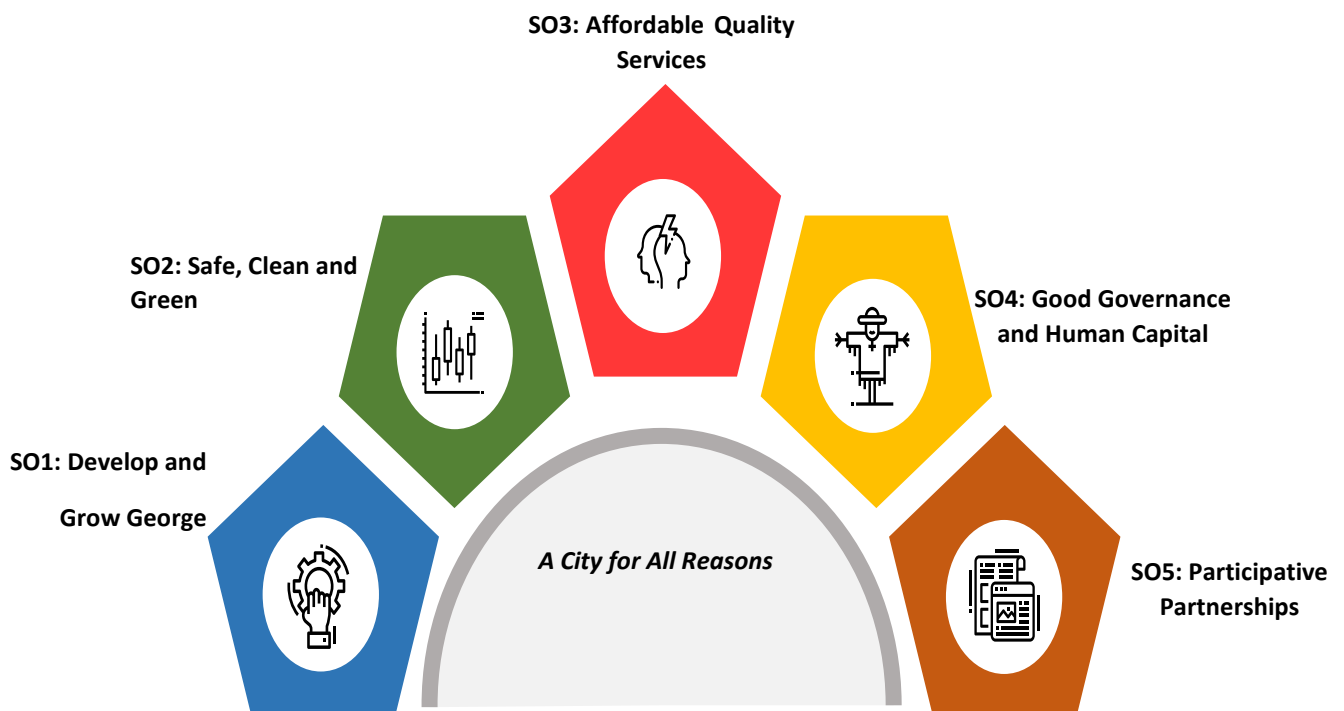 SO3: Affordable Quality
Services
SO2: Safe, Clean and
Green
SO4: Good Governance
and Human Capital
SO1: Develop and
Grow George
A City for All Reasons
SO5: Participative
Partnerships